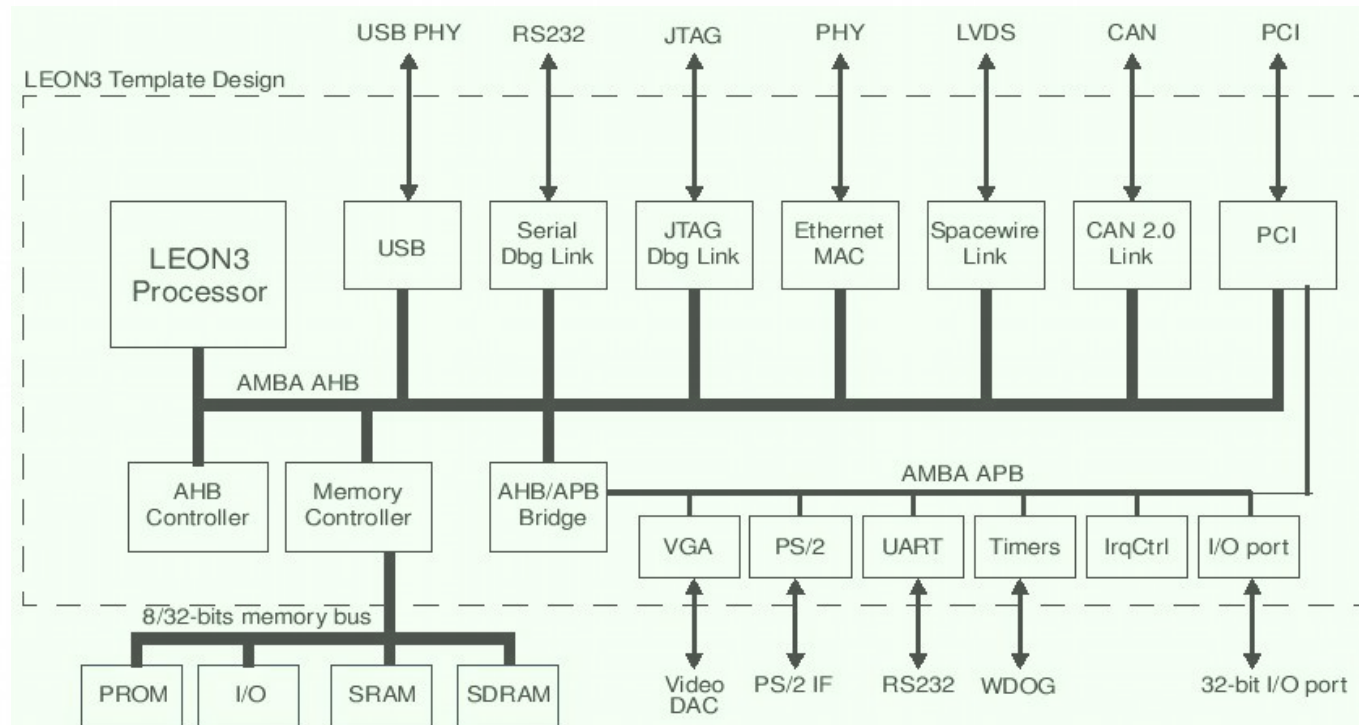 USB PHY RS232 JTAG PHY LVDS CAN PCI
LEON3 Template Design
LEON3
Processor
USB
Serial
Dbg Link
JTAG
Dbg Link
Ethernet
MAC
Spacewire
Link
CAN 2.0
Link
PCI
AMBA AHB
AHB
Controller
Memory
Controller
AHB/APB
Bridge
AMBA APB
VGA PS/2 UART Timers IrqCtrl I/O port
8/32-bits memory bus
PROM I/O SRAM SDRAM
Video
DAC
PS/2 IF RS232 WDOG 32-bit I/O port